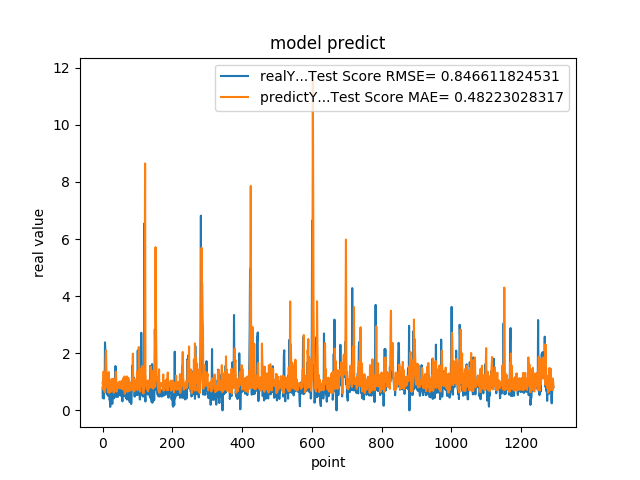 model predict
realY...Test Score RMSE= 0.846611824531
predictY...Test Score MAE= 0.48223028317
12
10
8
6
4
2
0
real value
0 200 400 600 800 1000 1200
point